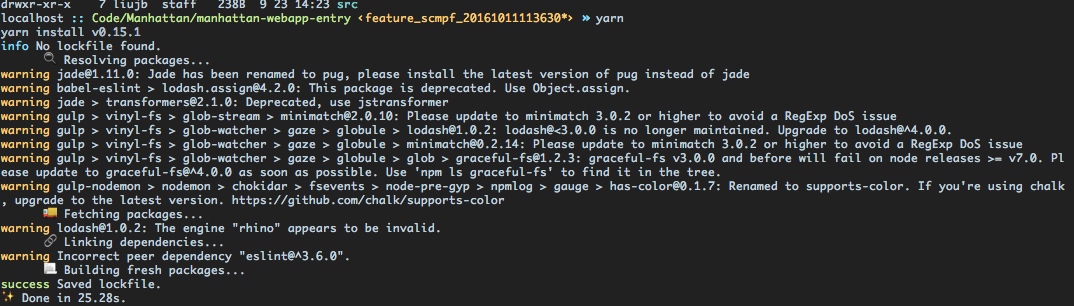 drwxr-xr-x 7 liujb staff 238B 9 23 14:23 src
localhost :: Code/Manhattan/manhattan-webapp-entry ‹feature_scmpf_20161011113630*› » yarn
yarn install v0.15.1
info No lockfile found.
🔍 Resolving packages...
warning jade@1.11.0: Jade has been renamed to pug, please install the latest version of pug instead of jade
warning babel-eslint > lodash.assign@4.2.0: This package is deprecated. Use Object.assign.
warning jade > transformers@2.1.0: Deprecated, use jstransformer
warning gulp > vinyl-fs > glob-stream > minimatch@2.0.10: Please update to minimatch 3.0.2 or higher to avoid a RegExp DoS issue
warning gulp > vinyl-fs > glob-watcher > gaze > globule > lodash@1.0.2: lodash@<3.0.0 is no longer maintained. Upgrade to lodash@^4.0.0.
warning gulp > vinyl-fs > glob-watcher > gaze > globule > minimatch@0.2.14: Please update to minimatch 3.0.2 or higher to avoid a RegExp DoS issue
warning gulp > vinyl-fs > glob-watcher > gaze > globule > glob > graceful-fs@1.2.3: graceful-fs v3.0.0 and before will fail on node releases >= v7.0. Pl
ease update to graceful-fs@^4.0.0 as soon as possible. Use 'npm ls graceful-fs' to find it in the tree.
warning gulp-nodemon > nodemon > chokidar > fsevents > node-pre-gyp > npmlog > gauge > has-color@0.1.7: Renamed to supports-color. If you're using chalk
, upgrade to the latest version. https://github.com/chalk/supports-color
🚚 Fetching packages...
warning lodash@1.0.2: The engine "rhino" appears to be invalid.
🔗 Linking dependencies...
warning Incorrect peer dependency "eslint@^3.6.0".
📃 Building fresh packages...
success Saved lockfile.
✨ Done in 25.28s.